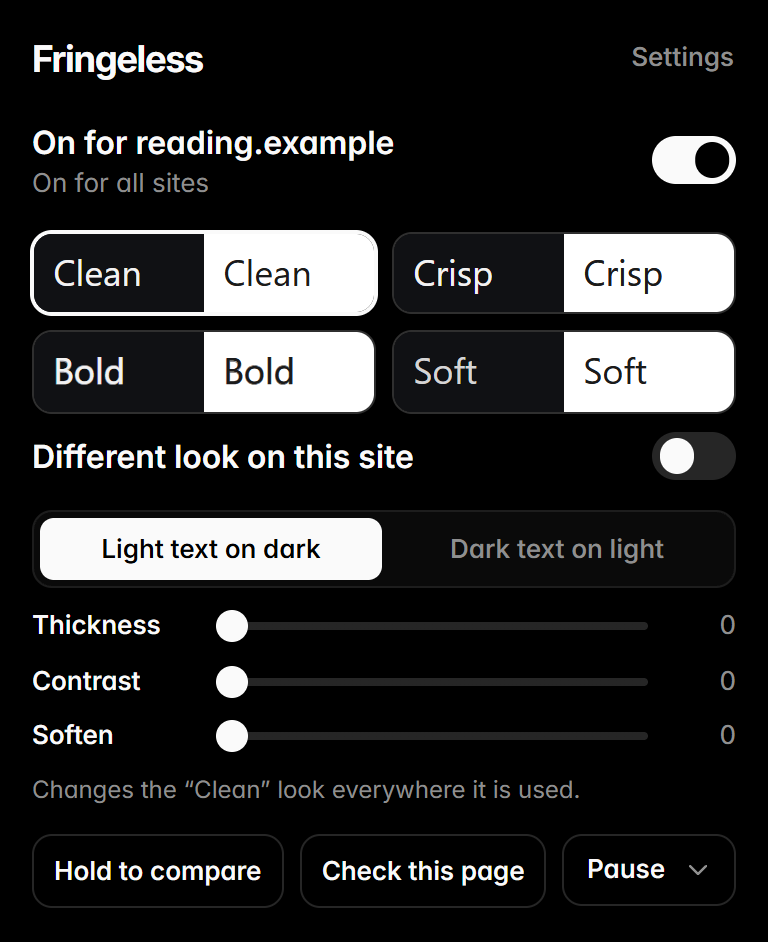 Fringeless
Settings
On for reading.example
On for all sites
Clean Clean
Crisp Crisp
Bold Bold
Soft Soft
Different look on this site
Light text on dark
Dark text on light
Thickness 0
Contrast 0
Soften 0
Changes the “Clean” look everywhere it is used.
Hold to compare
Check this page
Pause